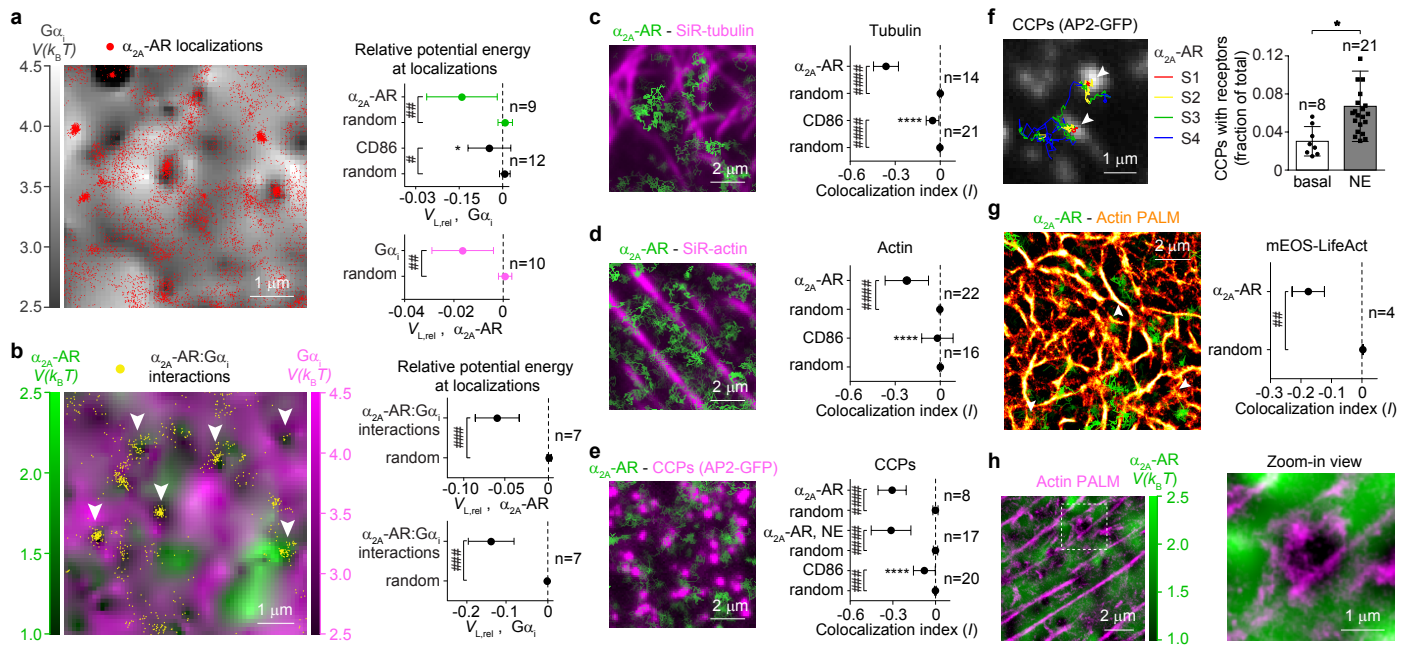 a
Gαi
V(kBT)
α2A-AR localizations
4.5
4.0
3.5
3.0
2.5
1 μm
Relative potential energy
at localizations
α2A-AR
random
CD86
random
##
#
*
n=9
n=12
-0.03
-0.15
0
VL,rel , Gαi
Gαi
random
##
n=10
-0.04
-0.02
0
VL,rel , α2A-AR
b
α2A-AR
V(kBT)
α2A-AR:Gαi
interactions
Gαi
V(kBT)
2.5
2.0
1.5
1.0
4.5
4.0
3.5
3.0
2.5
1 μm
Relative potential energy
at localizations
α2A-AR:Gαi
interactions
random
####
n=7
-0.10
-0.05
0
VL,rel , α2A-AR
α2A-AR:Gαi
interactions
random
####
n=7
-0.2
-0.1
0
VL,rel , Gαi
c
α2A-AR - SiR-tubulin
2 μm
Tubulin
α2A-AR
random
CD86
random
####
####
****
n=14
n=21
-0.6
-0.3
0
Colocalization index (I)
d
α2A-AR - SiR-actin
2 μm
Actin
α2A-AR
random
CD86
random
####
****
n=22
n=16
-0.6
-0.3
0
Colocalization index (I)
e
α2A-AR - CCPs (AP2-GFP)
2 μm
CCPs
α2A-AR
random
α2A-AR, NE
random
CD86
random
####
####
####
****
n=8
n=17
n=20
-0.6
-0.3
0
Colocalization index (I)
f
CCPs (AP2-GFP)
α2A-AR
S1
S2
S3
S4
1 μm
CCPs with receptors
(fraction of total)
0.12
0.08
0.04
0
*
n=8
n=21
basal
NE
g
α2A-AR - Actin PALM
2 μm
mEOS-LifeAct
α2A-AR
random
##
n=4
-0.3
-0.2
-0.1
0
Colocalization index (I)
h
Actin PALM
α2A-AR
V(kBT)
2.5
2.0
1.5
1.0
2 μm
Zoom-in view
1 μm